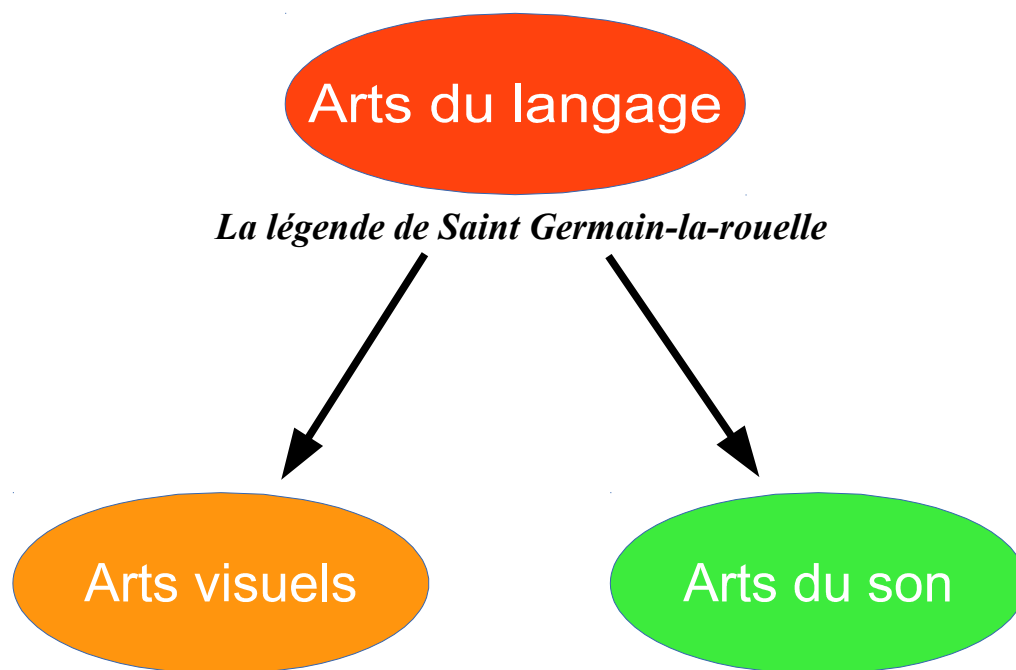 Arts du langage
La légende de Saint Germain-la-rouelle
Arts visuels
Arts du son